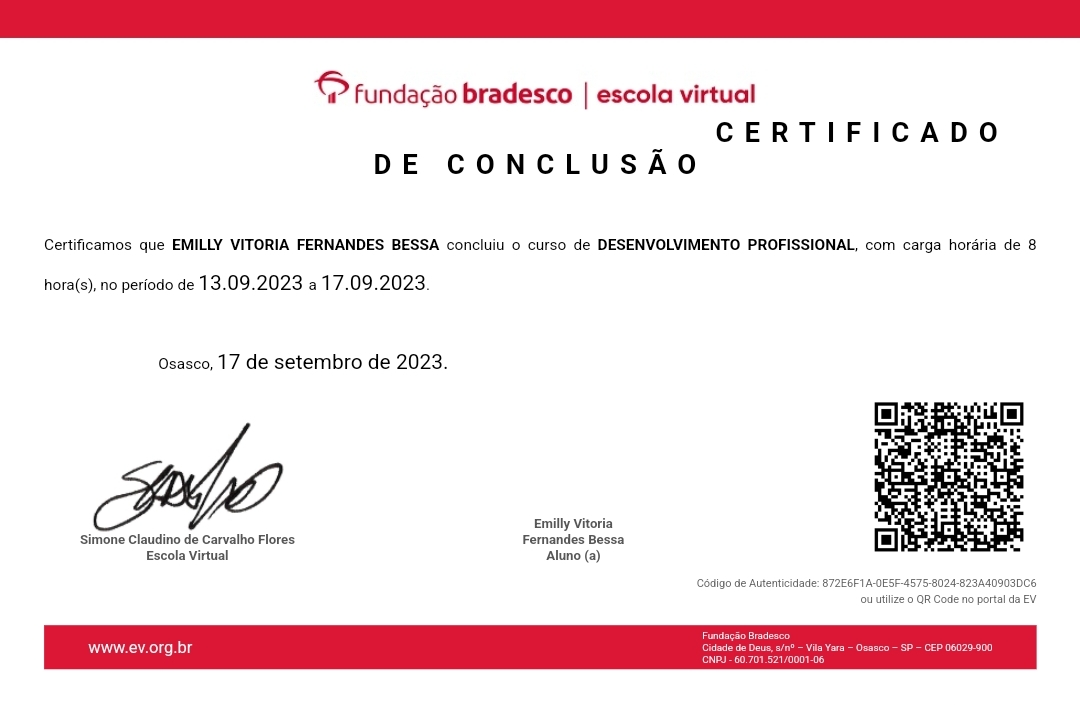 fundação bradesco | escola virtual
CERTIFICADO
DE CONCLUSÃO
Certificamos que EMILLY VITORIA FERNANDES BESSA concluiu o curso de DESENVOLVIMENTO PROFISSIONAL, com carga horária de 8
hora(s), no período de 13.09.2023 a 17.09.2023.
Osasco, 17 de setembro de 2023.
Simone Claudino de Carvalho Flores
Escola Virtual
Emilly Vitoria
Fernandes Bessa
Aluno (a)
Código de Autenticidade: 872E6F1A-0E5F-4575-8024-823A40903DC6
ou utilize o QR Code no portal da EV
www.ev.org.br
Fundação Bradesco
Cidade de Deus, s/nº – Vila Yara – Osasco – SP – CEP 06029-900
CNPJ - 60.701.521/0001-06